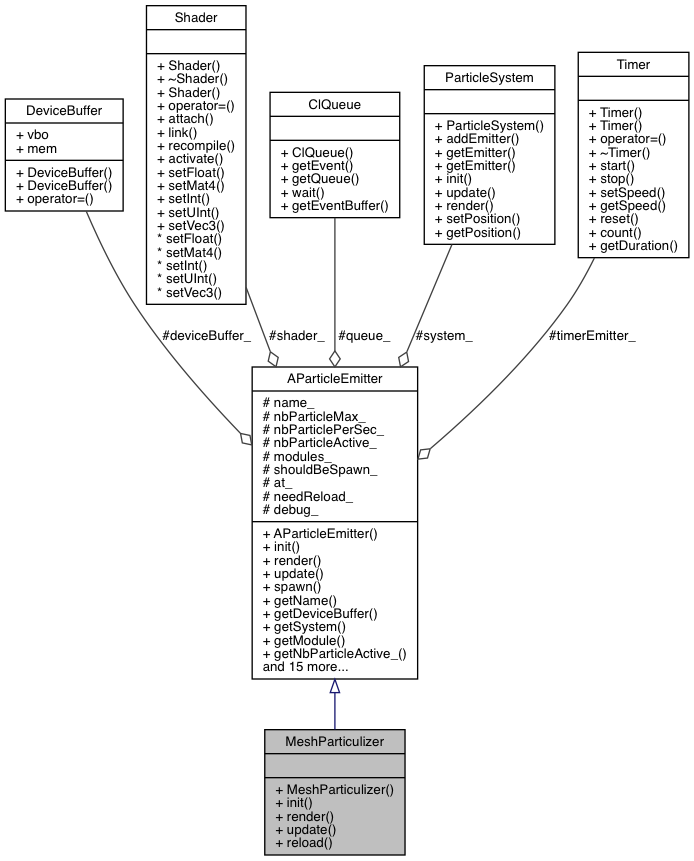 DeviceBuffer
+ vbo
+ mem
+ DeviceBuffer()
+ DeviceBuffer()
+ operator=()
Shader
+ Shader()
+ ~Shader()
+ Shader()
+ operator=()
+ attach()
+ link()
+ recompile()
+ activate()
+ setFloat()
+ setMat4()
+ setInt()
+ setUInt()
+ setVec3()
* setFloat()
* setMat4()
* setInt()
* setUInt()
* setVec3()
ClQueue
+ ClQueue()
+ getEvent()
+ getQueue()
+ wait()
+ getEventBuffer()
ParticleSystem
+ ParticleSystem()
+ addEmitter()
+ getEmitter()
+ getEmitter()
+ init()
+ update()
+ render()
+ setPosition()
+ getPosition()
Timer
+ Timer()
+ Timer()
+ operator=()
+ ~Timer()
+ start()
+ stop()
+ setSpeed()
+ getSpeed()
+ reset()
+ count()
+ getDuration()
#deviceBuffer_
#shader_
#queue_
#system_
#timerEmitter_
AParticleEmitter
# name_
# nbParticleMax_
# nbParticlePerSec_
# nbParticleActive_
# modules_
# shouldBeSpawn_
# at_
# needReload_
# debug_
+ AParticleEmitter()
+ init()
+ render()
+ update()
+ spawn()
+ getName()
+ getDeviceBuffer()
+ getSystem()
+ getModule()
+ getNbParticleActive_()
and 15 more...
MeshParticulizer
+ MeshParticulizer()
+ init()
+ render()
+ update()
+ reload()